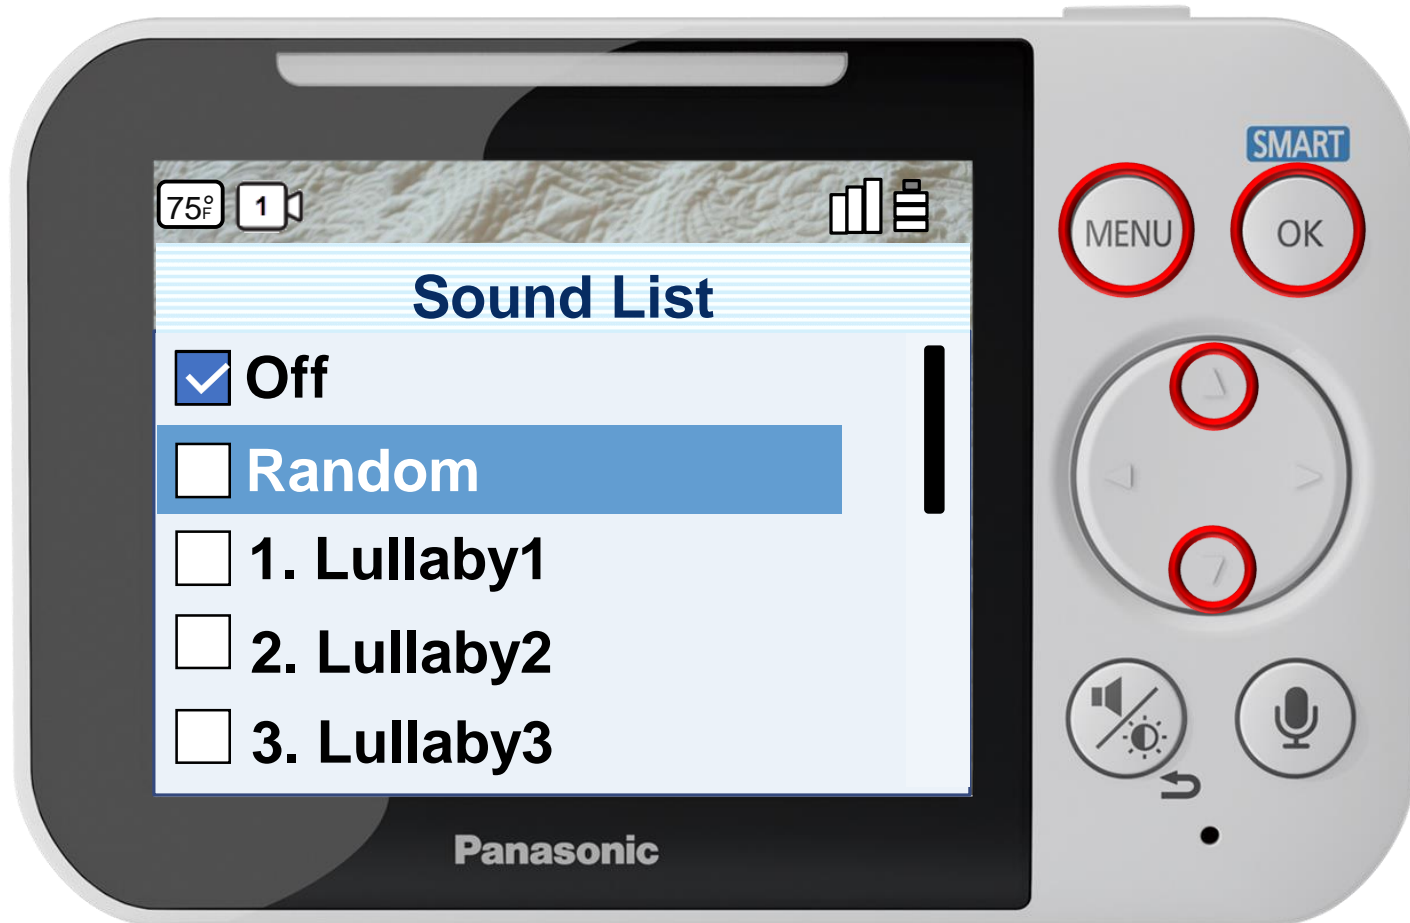 SMART
75°F 1
MENU OK
Sound List
Off
Random
1. Lullaby1
2. Lullaby2
3. Lullaby3
Panasonic